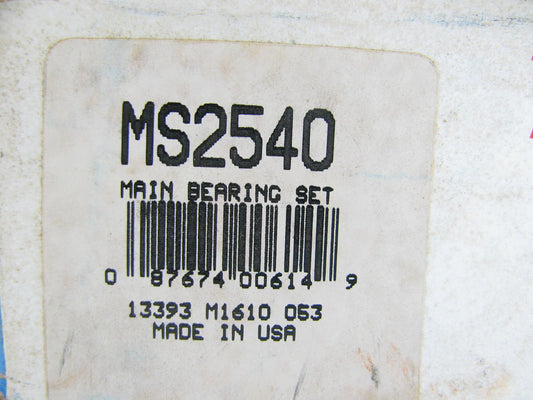 MS2540
MAIN BEARING SET
0 87674 00614 9
13393 M1610 053
MADE IN USA